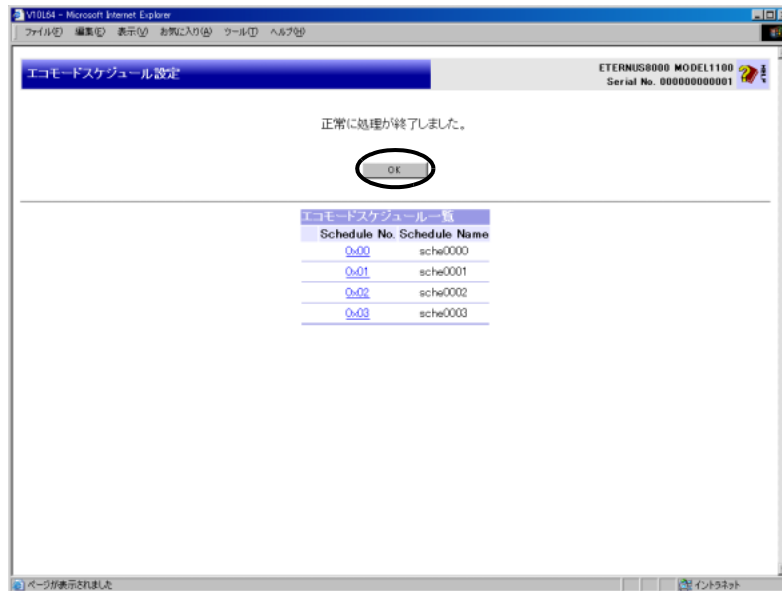 V10L64 - Microsoft Internet Explorer
ファイル(F) 編集(E) 表示(V) お気に入り(A) ツール(T) ヘルプ(H)
エコモードスケジュール設定
ETERNUS8000 MODEL1100
Serial No. 000000000001
HELP
正常に処理が終了しました。
OK
エコモードスケジュール一覧
Schedule No. Schedule Name
0x00 sche0000
0x01 sche0001
0x02 sche0002
0x03 sche0003
ページが表示されました
イントラネット